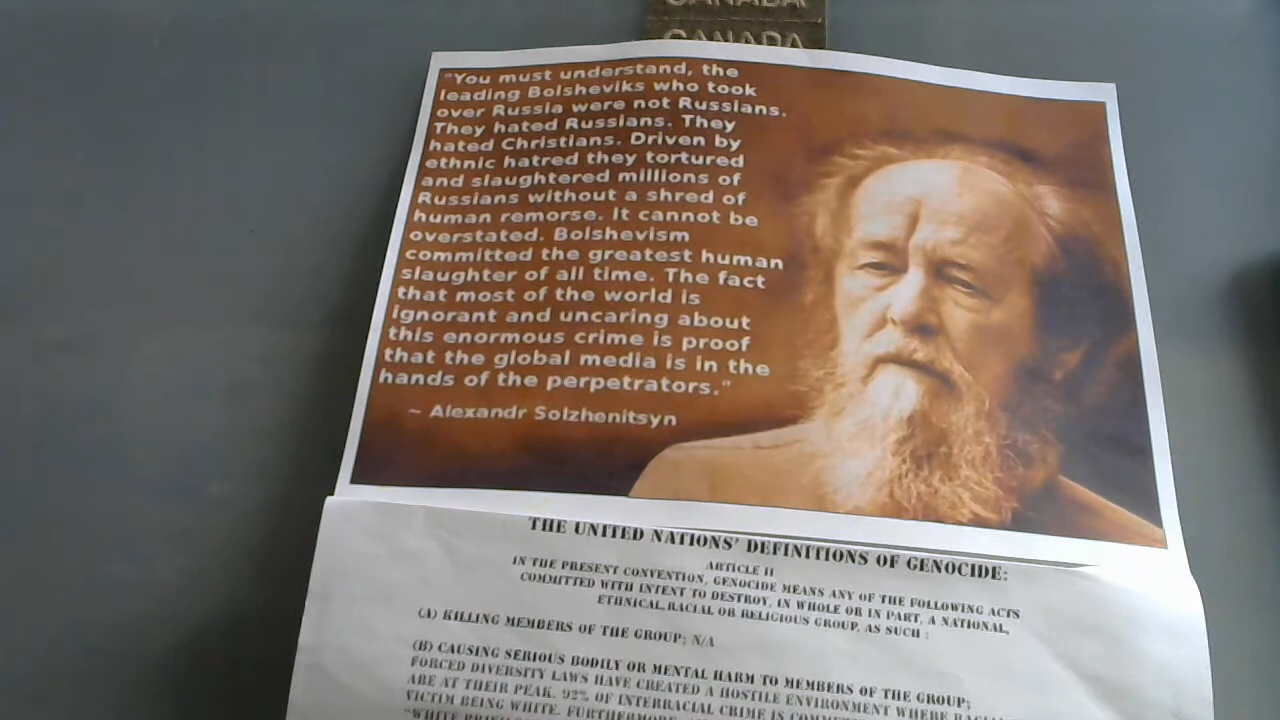 CANADA
CANADA
"You must understand, the
leading Bolsheviks who took
over Russia were not Russians.
They hated Russians. They
hated Christians. Driven by
ethnic hatred they tortured
and slaughtered millions of
Russians without a shred of
human remorse. It cannot be
overstated. Bolshevism
committed the greatest human
slaughter of all time. The fact
that most of the world is
ignorant and uncaring about
this enormous crime is proof
that the global media is in the
hands of the perpetrators."
~ Alexandr Solzhenitsyn
THE UNITED NATIONS' DEFINITIONS OF GENOCIDE:
ARTICLE II
IN THE PRESENT CONVENTION, GENOCIDE MEANS ANY OF THE FOLLOWING ACTS
COMMITTED WITH INTENT TO DESTROY, IN WHOLE OR IN PART, A NATIONAL,
ETHNICAL, RACIAL OR RELIGIOUS GROUP, AS SUCH :
(A) KILLING MEMBERS OF THE GROUP; N/A
(B) CAUSING SERIOUS BODILY OR MENTAL HARM TO MEMBERS OF THE GROUP;
FORCED DIVERSITY LAWS HAVE CREATED A HOSTILE ENVIRONMENT WHERE
ARE AT THEIR PEAK. 92% OF INTERRACIAL CRIME IS
VICTIM BEING WHITE. FURTHERMORE,
"WHITE